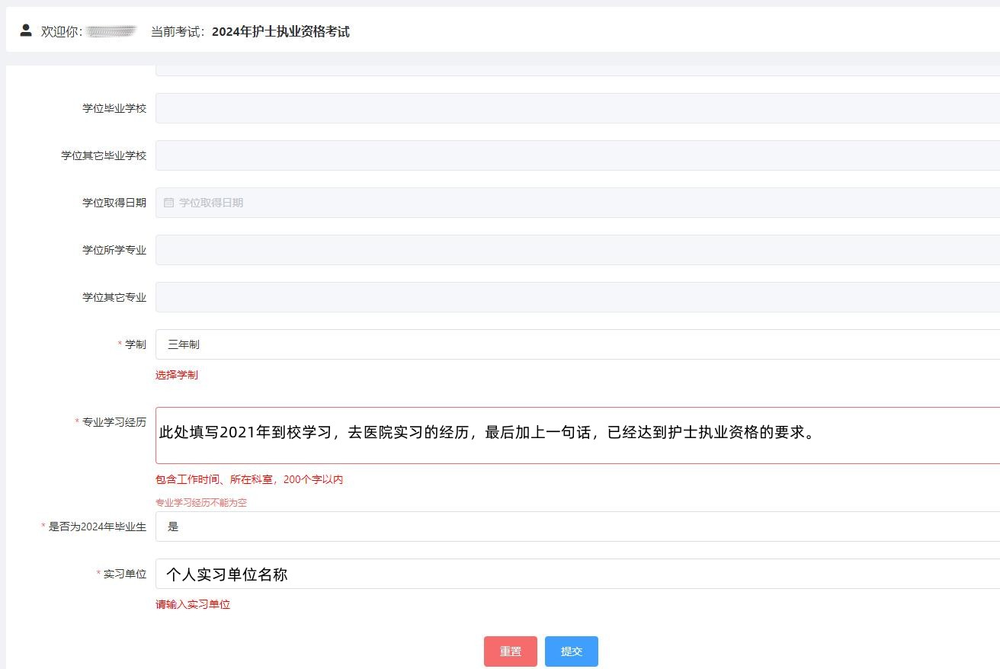 欢迎你: 当前考试：2024年护士执业资格考试
学位毕业学校
学位其它毕业学校
学位取得日期 学位取得日期
学位所学专业
学位其它专业
* 学制 三年制
选择学制
* 专业学习经历 此处填写2021年到校学习，去医院实习的经历，最后加上一句话，已经达到护士执业资格的要求。
包含工作时间、所在科室，200个字以内
专业学习经历不能为空
* 是否为2024年毕业生 是
* 实习单位 个人实习单位名称
请输入实习单位
重置 提交